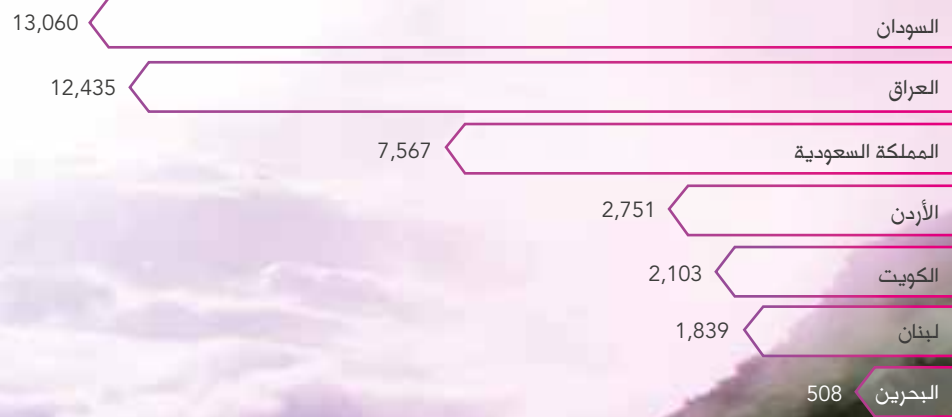 السودان 13,060
العراق 12,435
المملكة السعودية 7,567
الأردن 2,751
الكويت 2,103
لبنان 1,839
البحرين 508